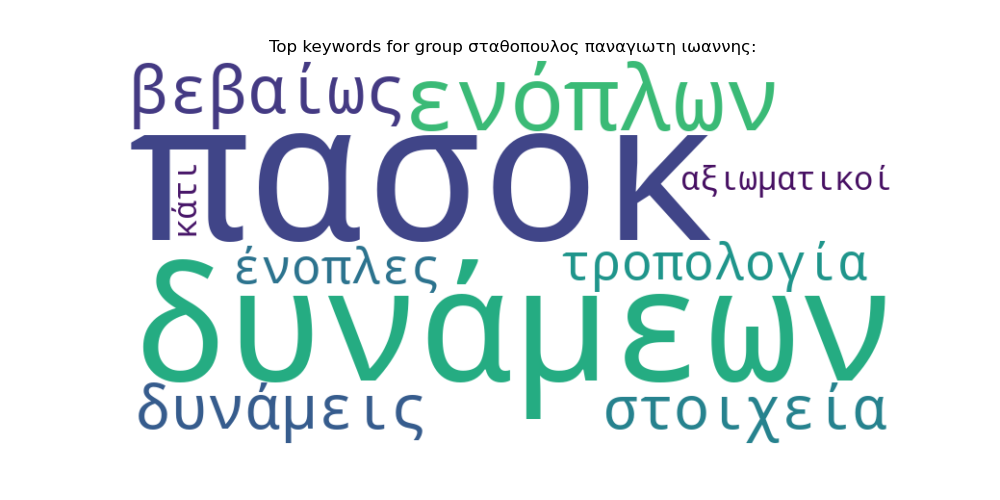 Top keywords for group σταθοπουλος παναγιωτη ιωαννης:
βεβαίως
ενόπλων
πασοκ
κάτι
αξιωματικοί
ένοπλες
τροπολογία
δυνάμεων
δυνάμεις
στοιχεία